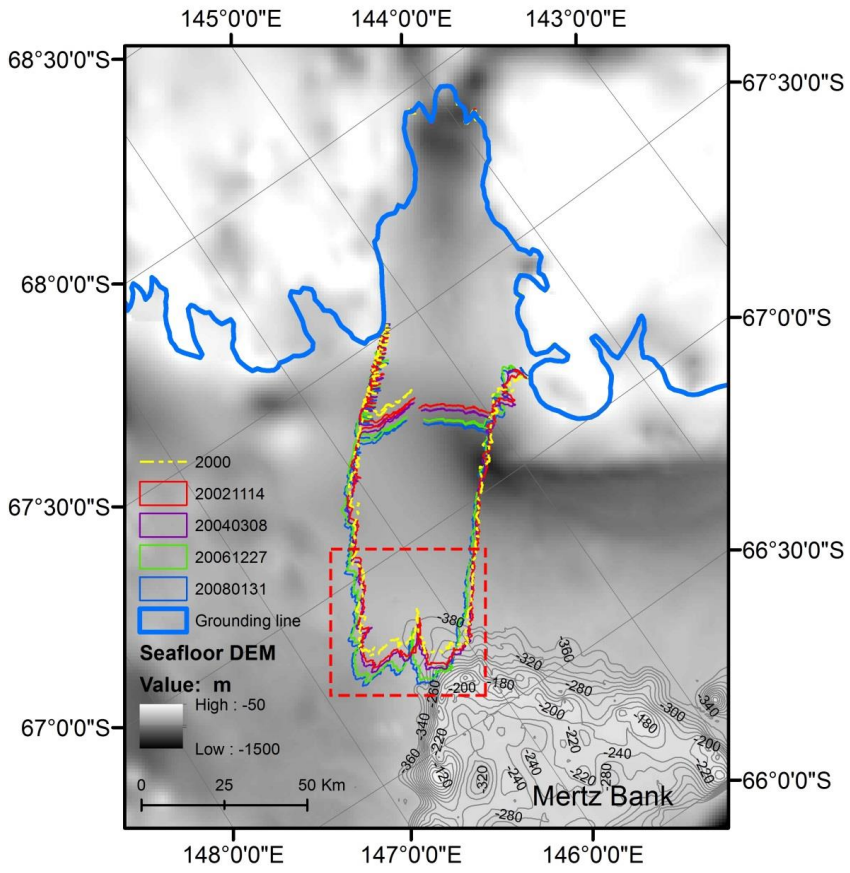 145°0'0"E 144°0'0"E 143°0'0"E
68°30'0"S
67°30'0"S
68°0'0"S
67°0'0"S
67°30'0"S
66°30'0"S
67°0'0"S
66°0'0"S
2000
20021114
20040308
20061227
20080131
Grounding line
Seafloor DEM
Value: m
High : -50
Low : -1500
0 25 50 Km
-380
-360
-320
-280
-200
-180
-260
-200
-180
-300
-340
-340
-220
-220
-240
-200
-360
-120
-320
-240
-240
-220
-280
-220
-280
Mertz Bank
148°0'0"E 147°0'0"E 146°0'0"E